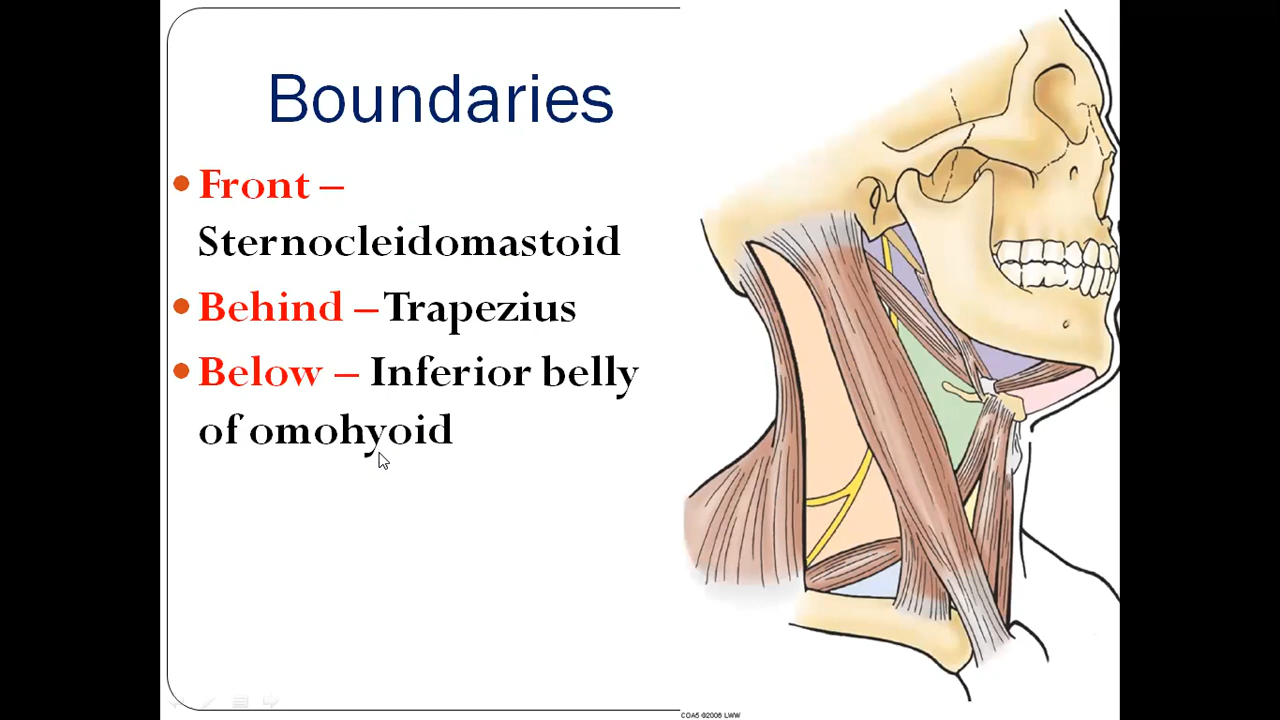 Boundaries
• Front –
Sternocleidomastoid
• Behind – Trapezius
• Below – Inferior belly
of omohyoid
COA5 ©2006 LWW